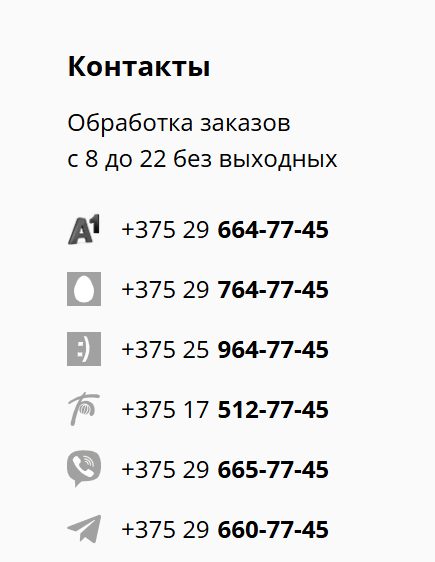 Контакты
Обработка заказов
с 8 до 22 без выходных
A1 +375 29 664-77-45
+375 29 764-77-45
:) +375 25 964-77-45
+375 17 512-77-45
+375 29 665-77-45
+375 29 660-77-45